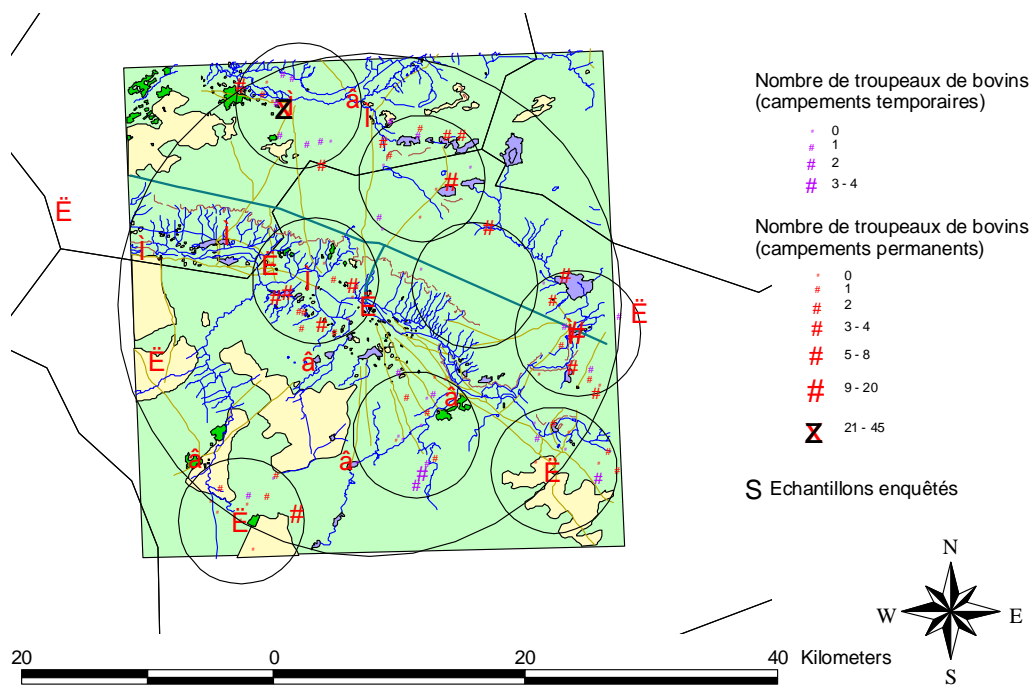 Nombre de troupeaux de bovins
(campements temporaires)
# 0
# 1
# 2
# 3 - 4
Nombre de troupeaux de bovins
(campements permanents)
# 0
# 1
# 2
# 3 - 4
# 5 - 8
# 9 - 20
21 - 45
S Echantillons enquêtés
N
W E
S
20 0 20 40 Kilometers